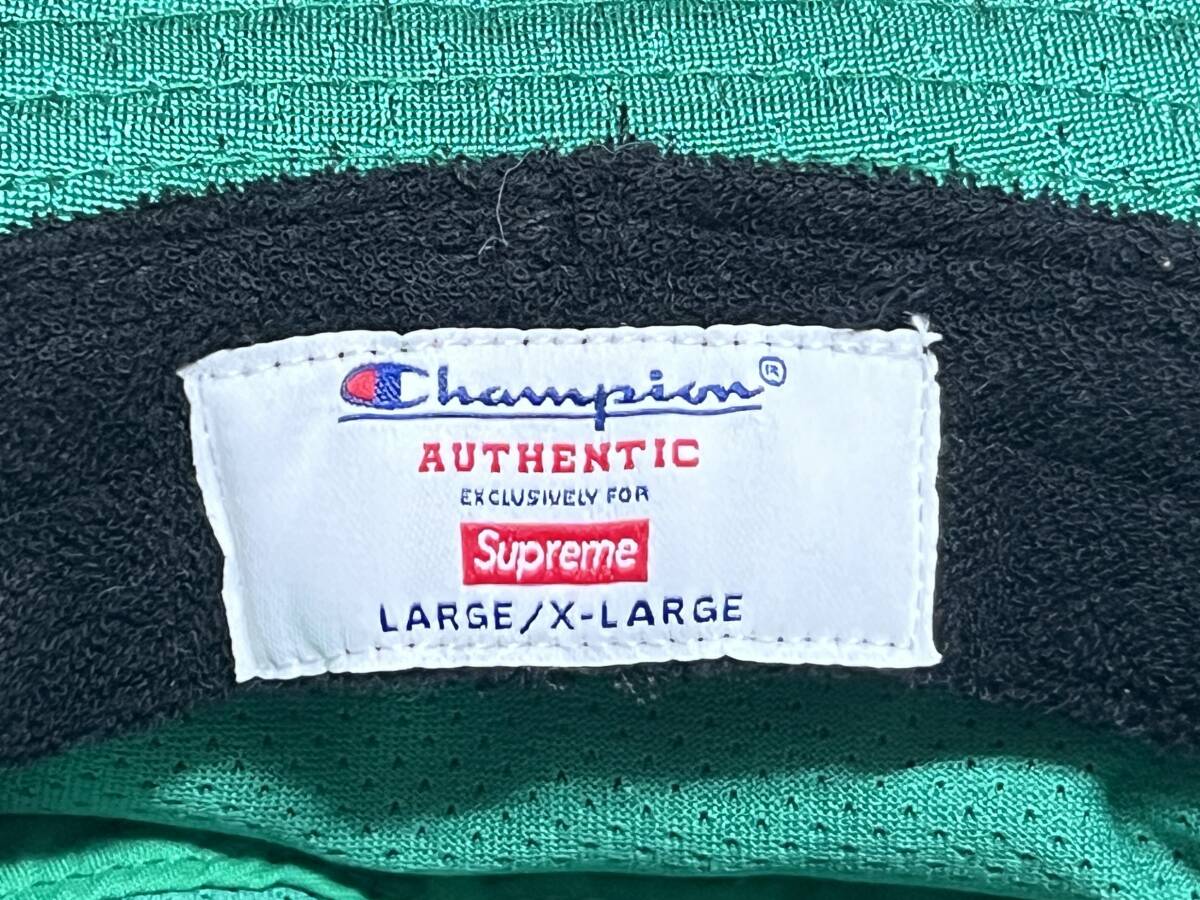 Champion®
AUTHENTIC
EXCLUSIVELY FOR
Supreme
LARGE/X-LARGE